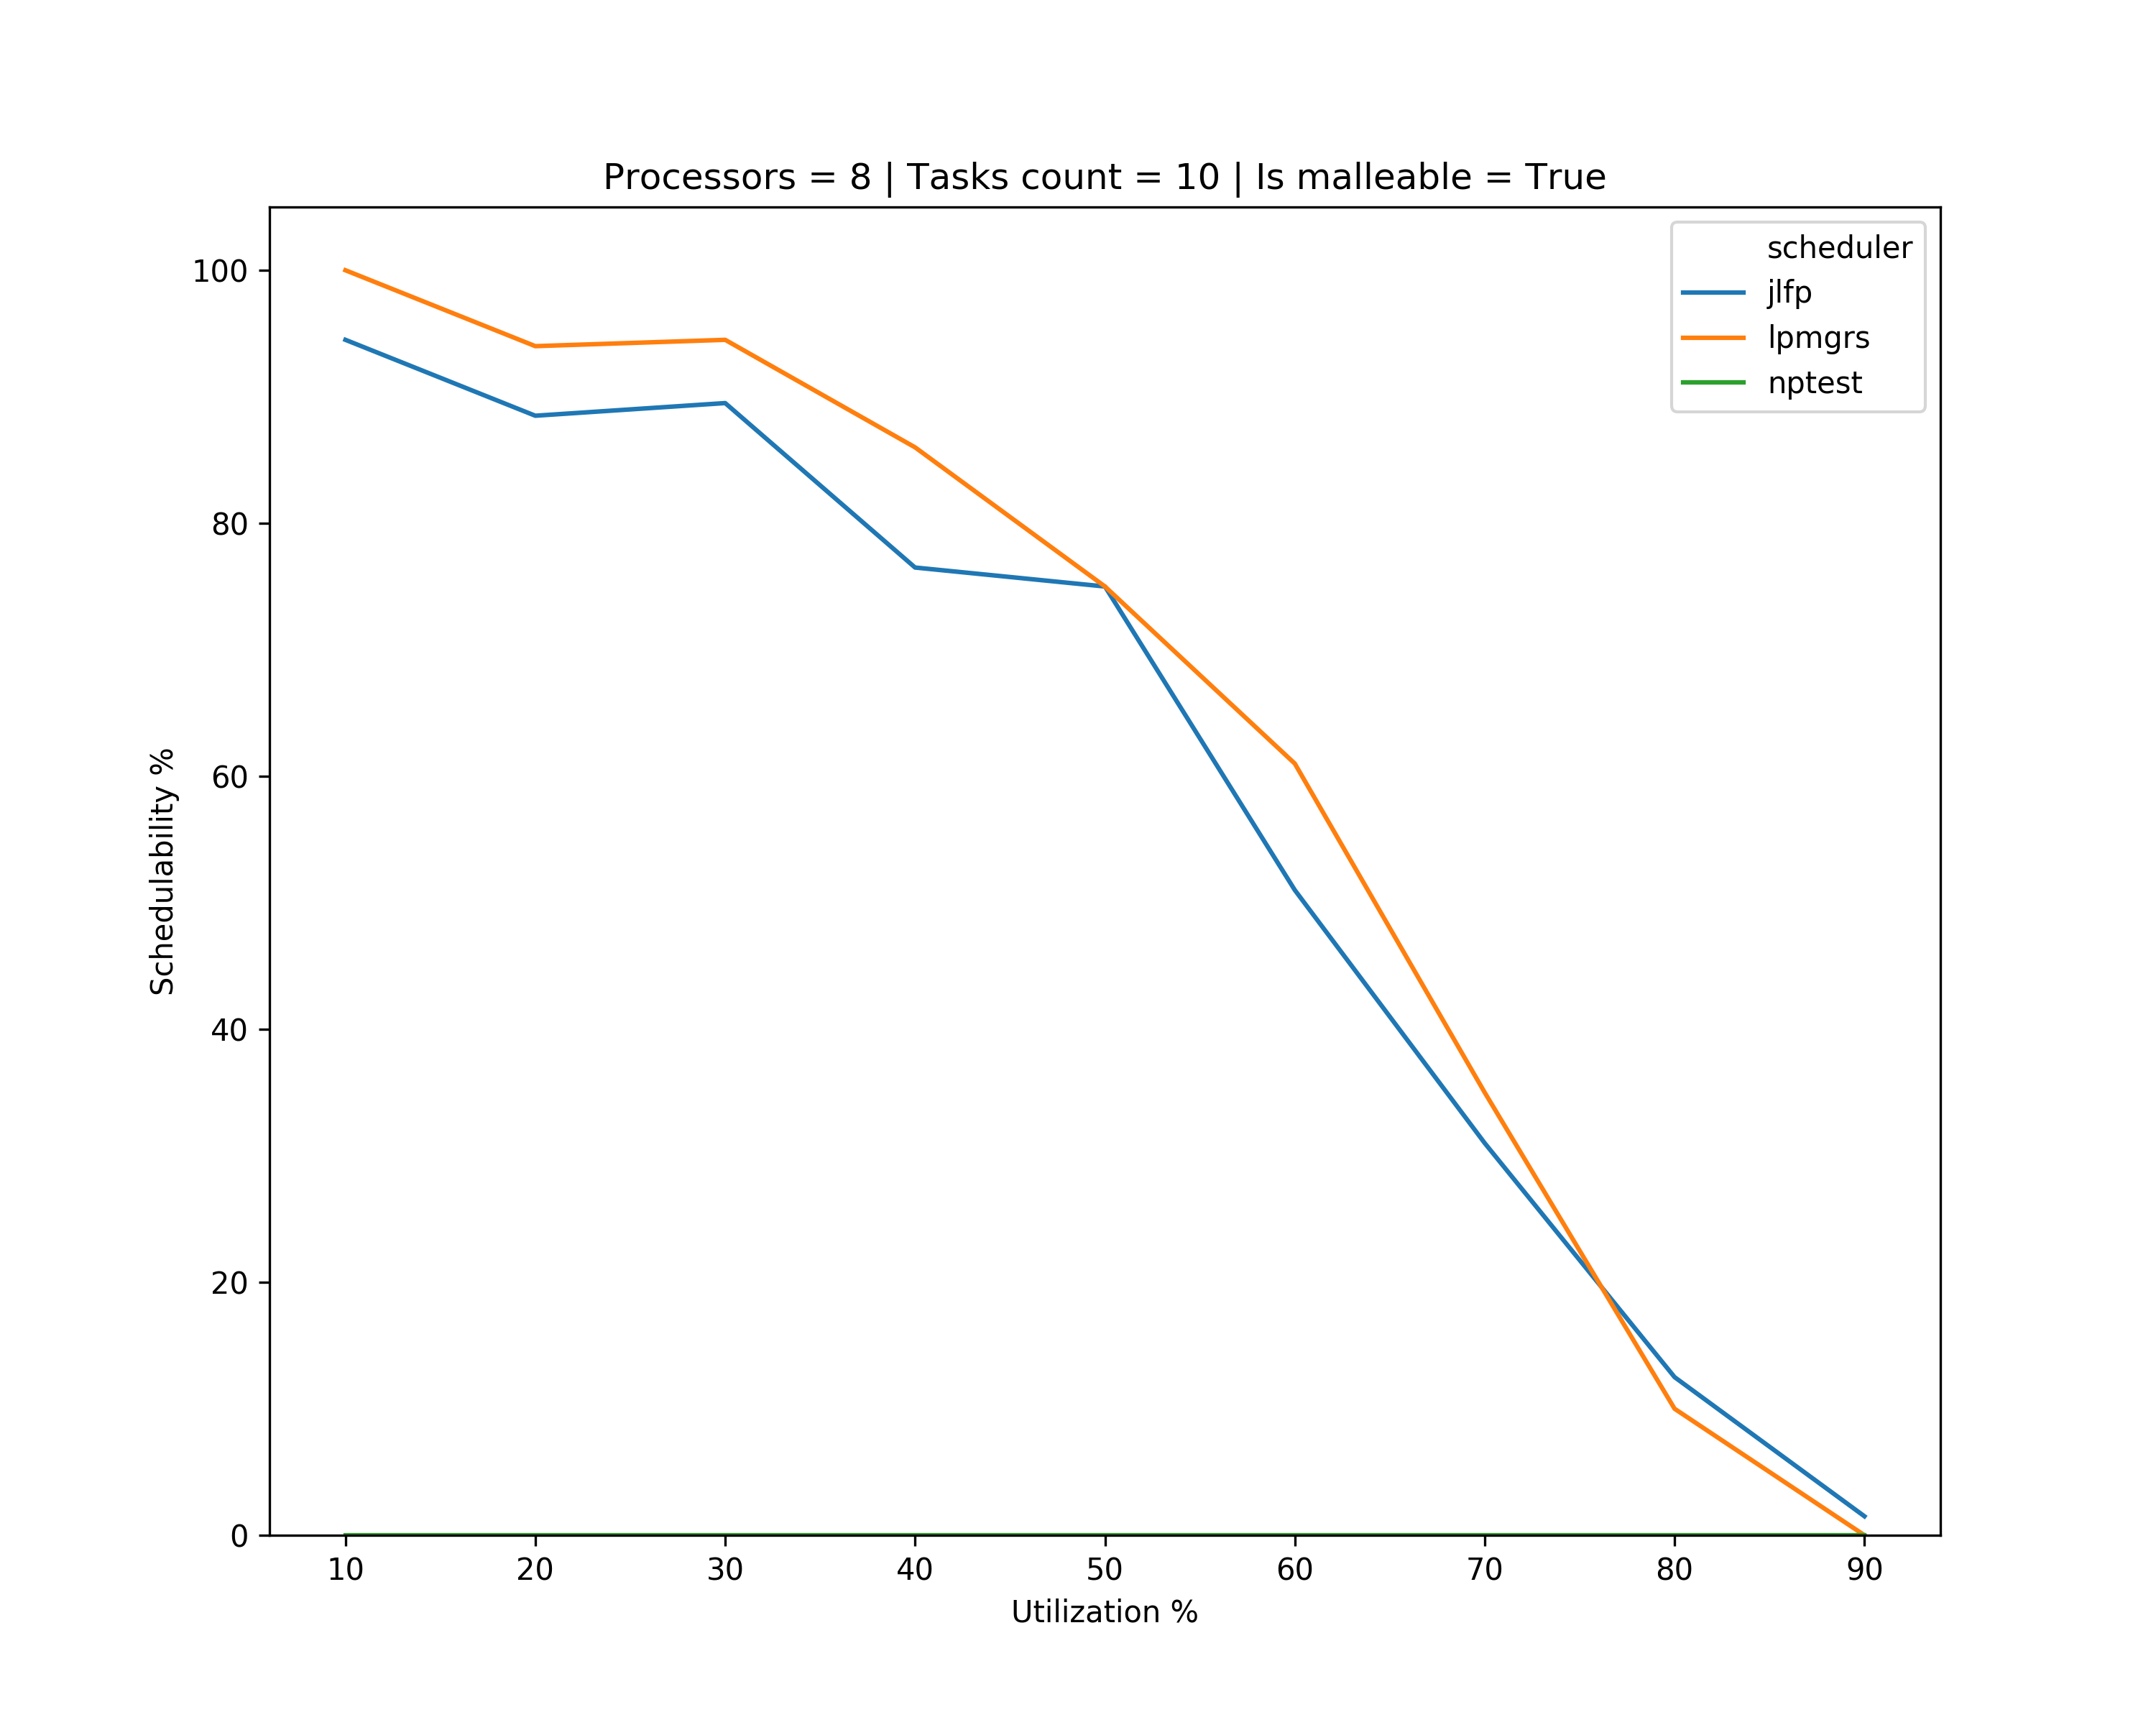 Processors = 8 | Tasks count = 10 | Is malleable = True
scheduler
jlfp
lpmgrs
nptest
Schedulability %
100
80
60
40
20
0
10 20 30 40 50 60 70 80 90
Utilization %